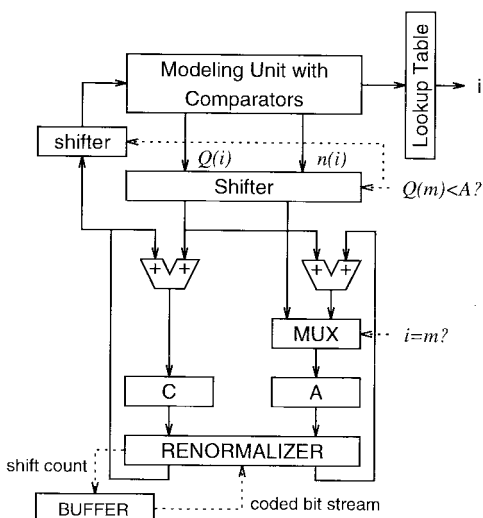 Modeling Unit with
Comparators
Lookup Table
i
shifter
Q(i)
n(i)
Shifter
Q(m)<A?
+ +
+ +
MUX
i=m?
C
A
RENORMALIZER
shift count
coded bit stream
BUFFER